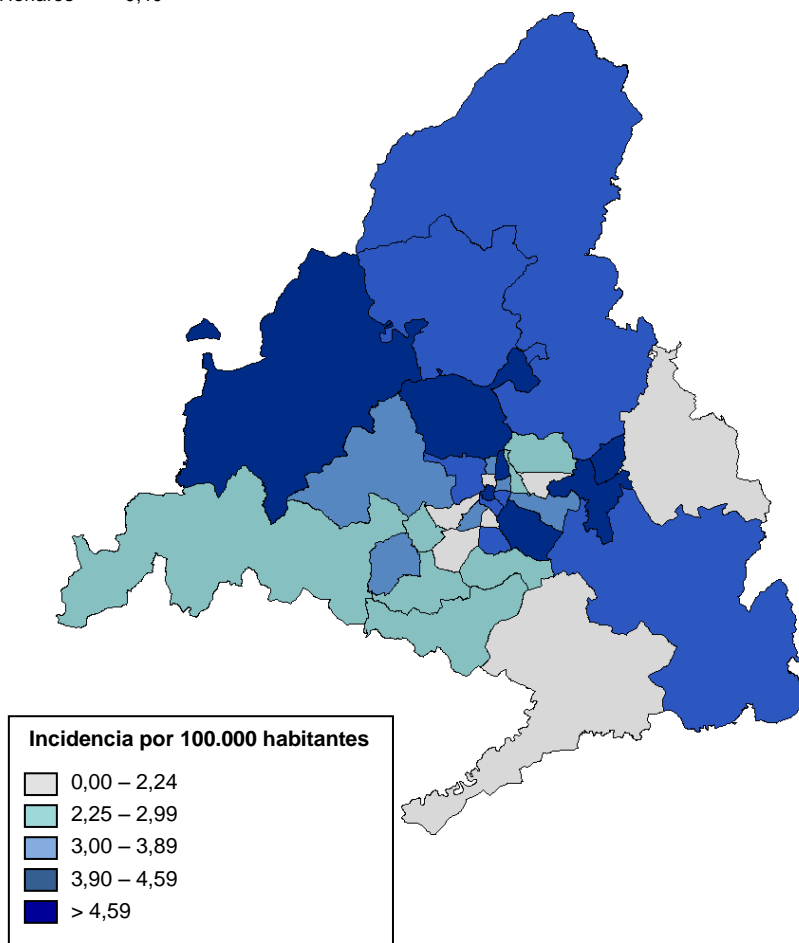 Incidencia por 100.000 habitantes
0,00 – 2,24
2,25 – 2,99
3,00 – 3,89
3,90 – 4,59
> 4,59